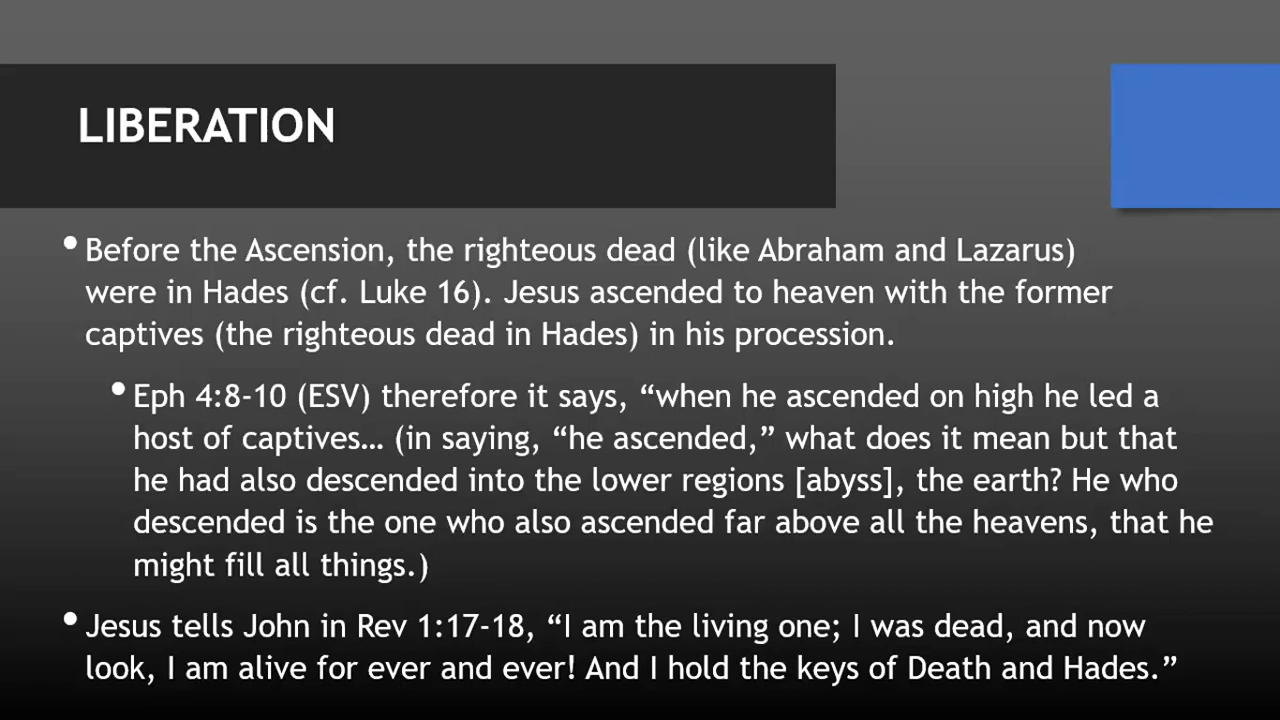 LIBERATION
• Before the Ascension, the righteous dead (like Abraham and Lazarus)
were in Hades (cf. Luke 16). Jesus ascended to heaven with the former
captives (the righteous dead in Hades) in his procession.
• Eph 4:8-10 (ESV) therefore it says, “when he ascended on high he led a
host of captives… (in saying, “he ascended,” what does it mean but that
he had also descended into the lower regions [abyss], the earth? He who
descended is the one who also ascended far above all the heavens, that he
might fill all things.)
• Jesus tells John in Rev 1:17-18, “I am the living one; I was dead, and now
look, I am alive for ever and ever! And I hold the keys of Death and Hades.”